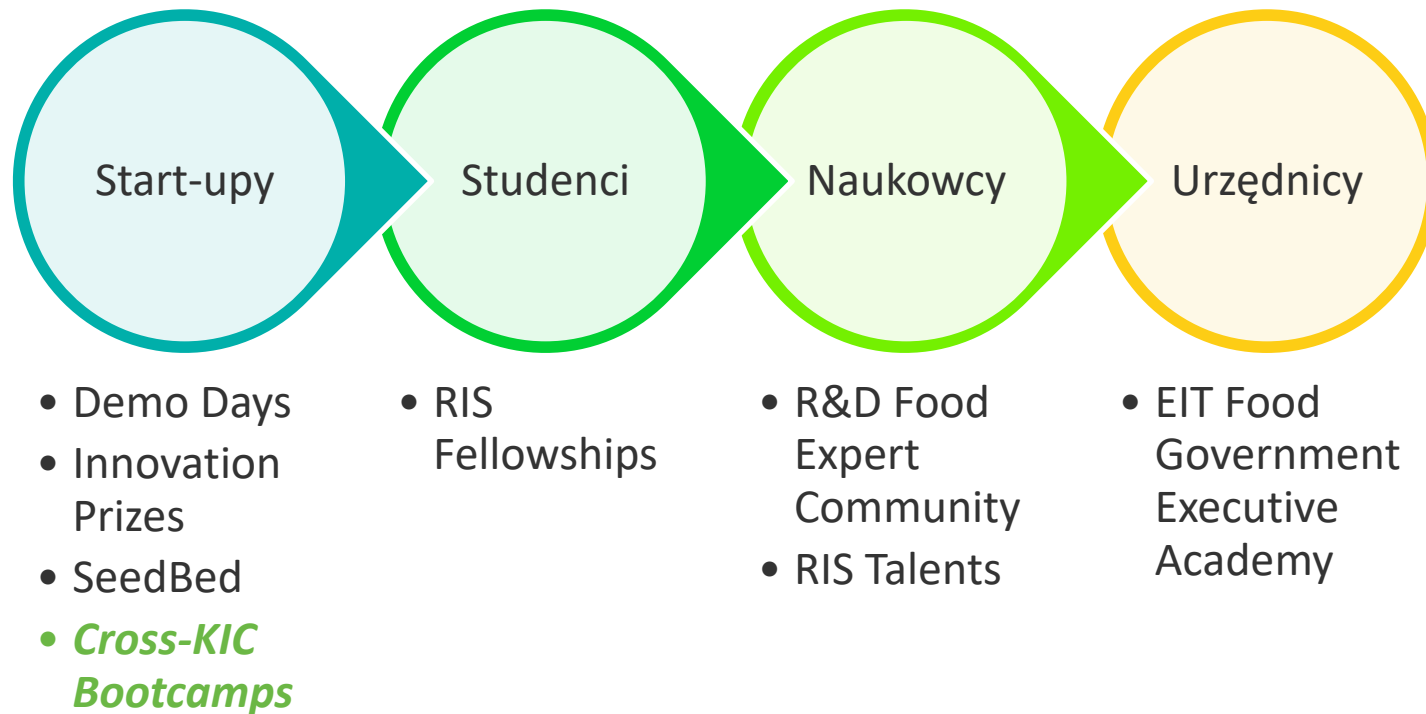 Start-upy
Studenci
Naukowcy
Urzędnicy
• Demo Days
• Innovation
Prizes
• SeedBed
• Cross-KIC
Bootcamps
• RIS
Fellowships
• R&D Food
Expert
Community
• RIS Talents
• EIT Food
Government
Executive
Academy